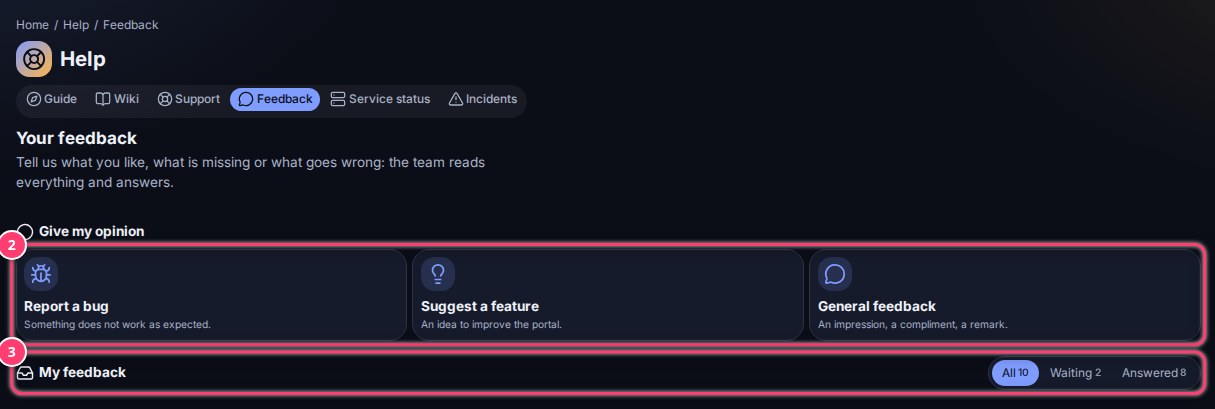 Home / Help / Feedback
Help
Guide Wiki Support Feedback Service status Incidents
Your feedback
Tell us what you like, what is missing or what goes wrong: the team reads
everything and answers.
Give my opinion
2
Report a bug
Something does not work as expected.
Suggest a feature
An idea to improve the portal.
General feedback
An impression, a compliment, a remark.
3
My feedback
All 10 Waiting 2 Answered 8